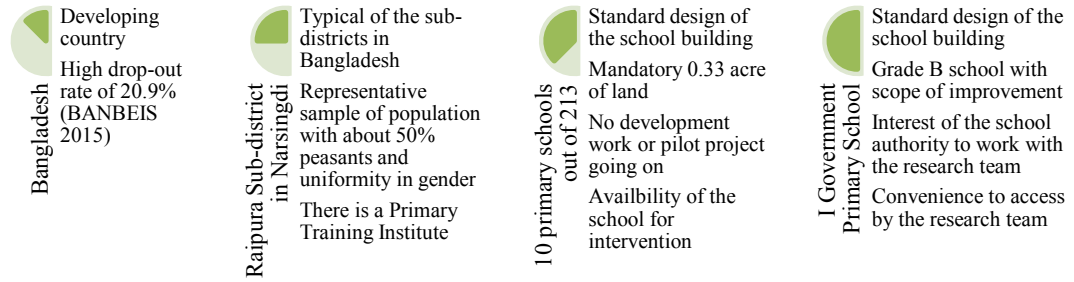 Bangladesh
Developing
country
High drop-out
rate of 20.9%
(BANBEIS
2015)
Raipura Sub-district
in Narsingdi
Typical of the sub-
districts in
Bangladesh
Representative
sample of population
with about 50%
peasants and
uniformity in gender
There is a Primary
Training Institute
10 primary schools
out of 213
Standard design of
the school building
Mandatory 0.33 acre
of land
No development
work or pilot project
going on
Availbility of the
school for
intervention
I Government
Primary School
Standard design of the
school building
Grade B school with
scope of improvement
Interest of the school
authority to work with
the research team
Convenience to access
by the research team